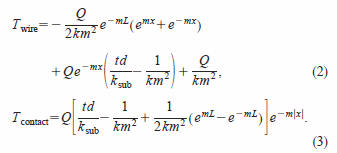 T_wire = − Q/(2km²) e^{−mL}(e^{mx} + e^{−mx})
+ Qe^{−mx}(td/k_sub − 1/km²) + Q/km², (2)
T_contact = Q[td/k_sub − 1/km² + 1/(2km²) (e^{mL} − e^{−mL})]e^{−m|x|}.
(3)